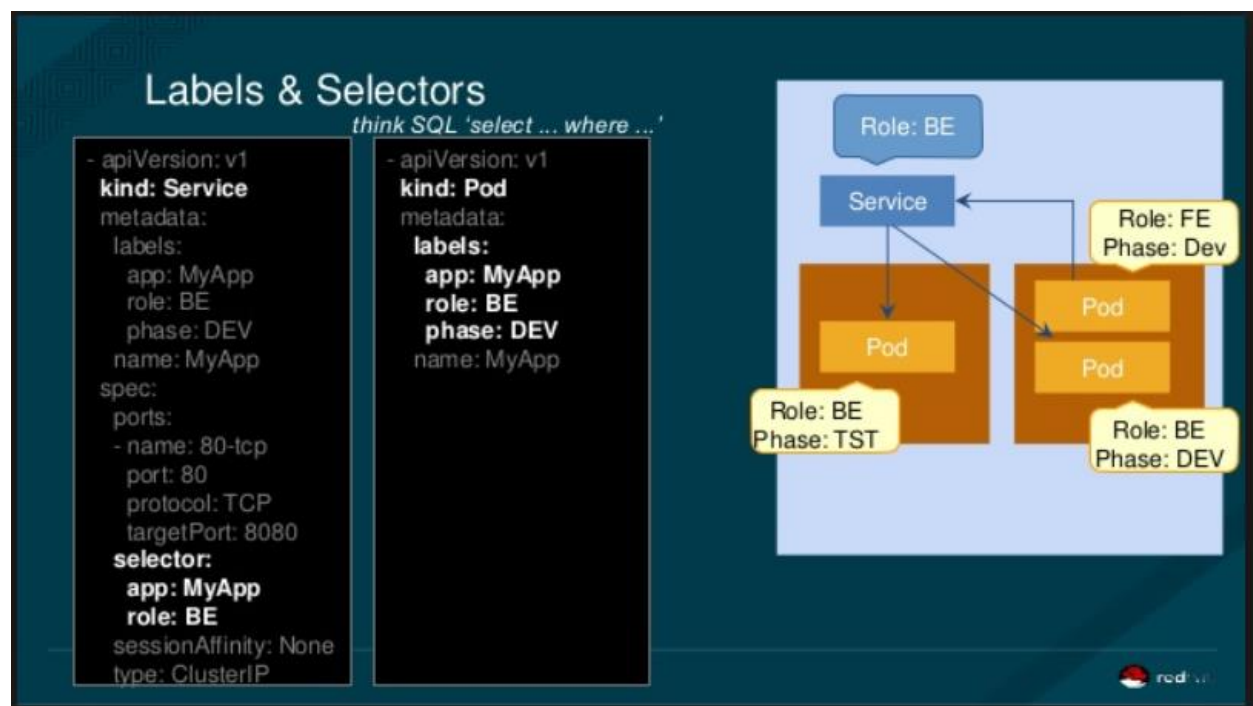 Labels & Selectors
think SQL 'select ... where ...'
- apiVersion: v1
kind: Service
metadata:
labels:
app: MyApp
role: BE
phase: DEV
name: MyApp
spec:
ports:
- name: 80-tcp
port: 80
protocol: TCP
targetPort: 8080
selector:
app: MyApp
role: BE
sessionAffinity: None
type: ClusterIP
- apiVersion: v1
kind: Pod
metadata:
labels:
app: MyApp
role: BE
phase: DEV
name: MyApp
Role: BE
Service
Role: FE
Phase: Dev
Pod
Pod
Pod
Role: BE
Phase: TST
Role: BE
Phase: DEV